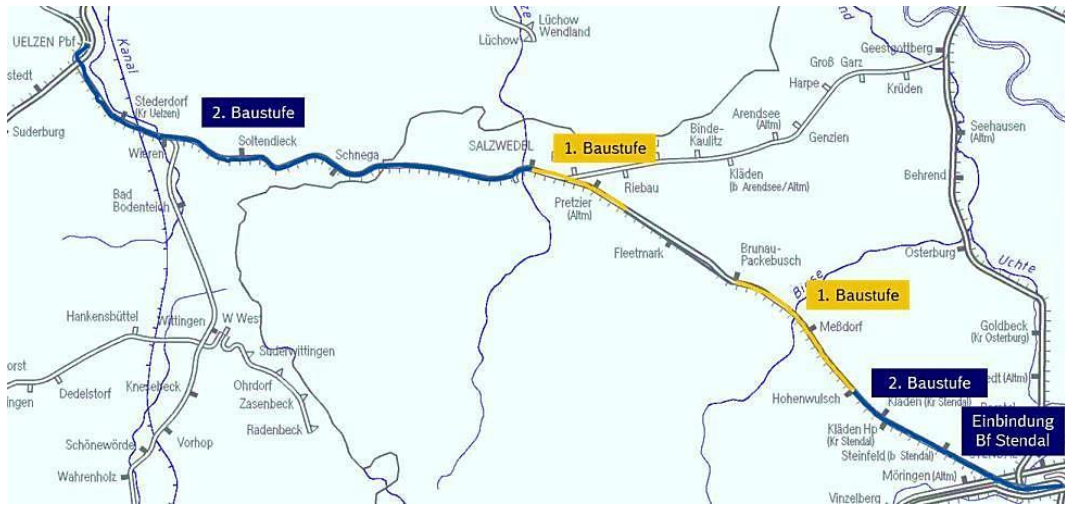 UELZEN Pbf
Kanal
stedt
Suderburg
Stederdorf
(Kr Uelzen)
Wieren
2. Baustufe
Soltendieck
Schnega
Bad
Bodenteich
Lüchow
Wendland
Lüchow
SALZWEDEL
1. Baustufe
Pretzier
(Altm)
Riebau
Binde-
Kaulitz
Kläden
(b Arendsee/Altm)
Arendsee
(Altm)
Genzien
Harpe
Groß Garz
Krüden
Geestgottberg
Seehausen
(Altm)
Behrend
Osterburg
Uchte
Fleetmark
Brunau-
Packebusch
1. Baustufe
Meßdorf
Goldbeck
(Kr Osterburg)
Hohenwulsch
2. Baustufe
Kläden (Kr Stendal)
Kläden Hp
(Kr Stendal)
Steinfeld (b Stendal)
Einbindung
Bf Stendal
Möringen (Altm)
Vinzelberg
Hankensbüttel
Wittingen
W West
Suderwittingen
Ohrdorf
Zasenbeck
Radenbeck
Knesebeck
Dedelstorf
Vorhop
Schönewörde
Wahrenholz